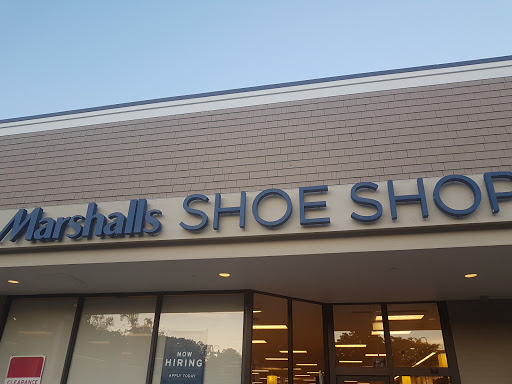 Marshalls SHOE SHOP
NOW
HIRING
APPLY TODAY
CLEARANCE